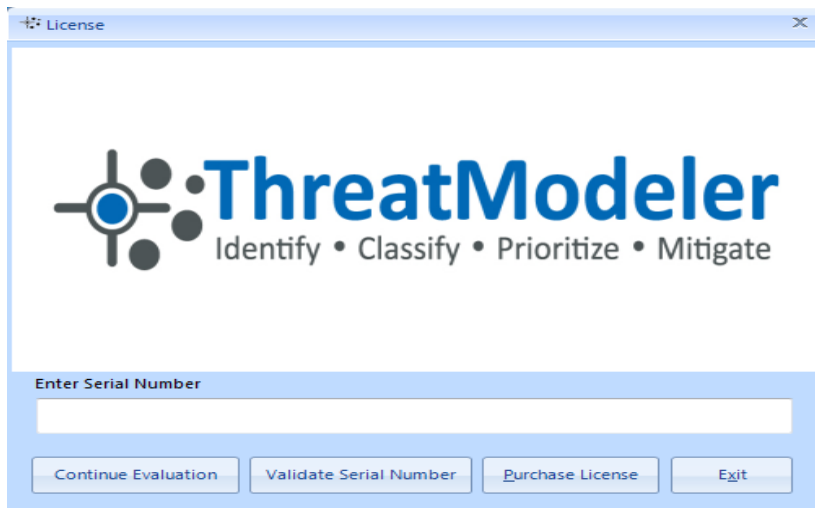 License
ThreatModeler
Identify • Classify • Prioritize • Mitigate
Enter Serial Number
Continue Evaluation Validate Serial Number Purchase License Exit